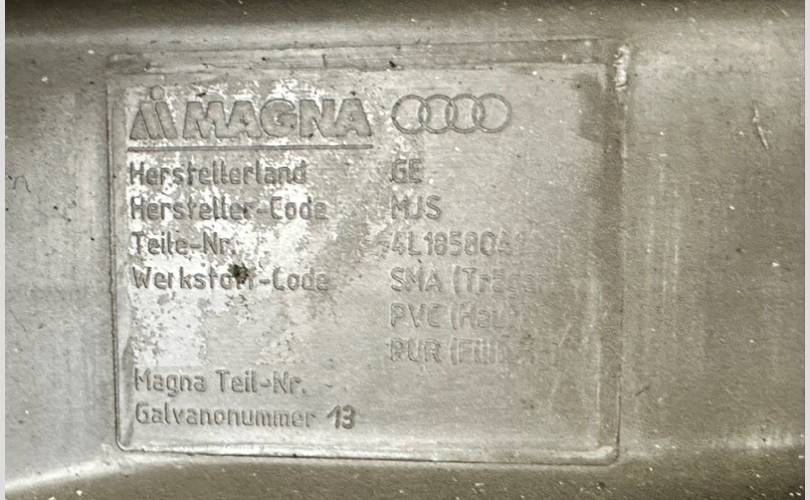 MAGNA
Herstellerland GE
Hersteller-Code MJS
Teile-Nr.
Werkstoff-Code SMA
PVC
PUR
Magna Teil-Nr.
Galvanonummer 13